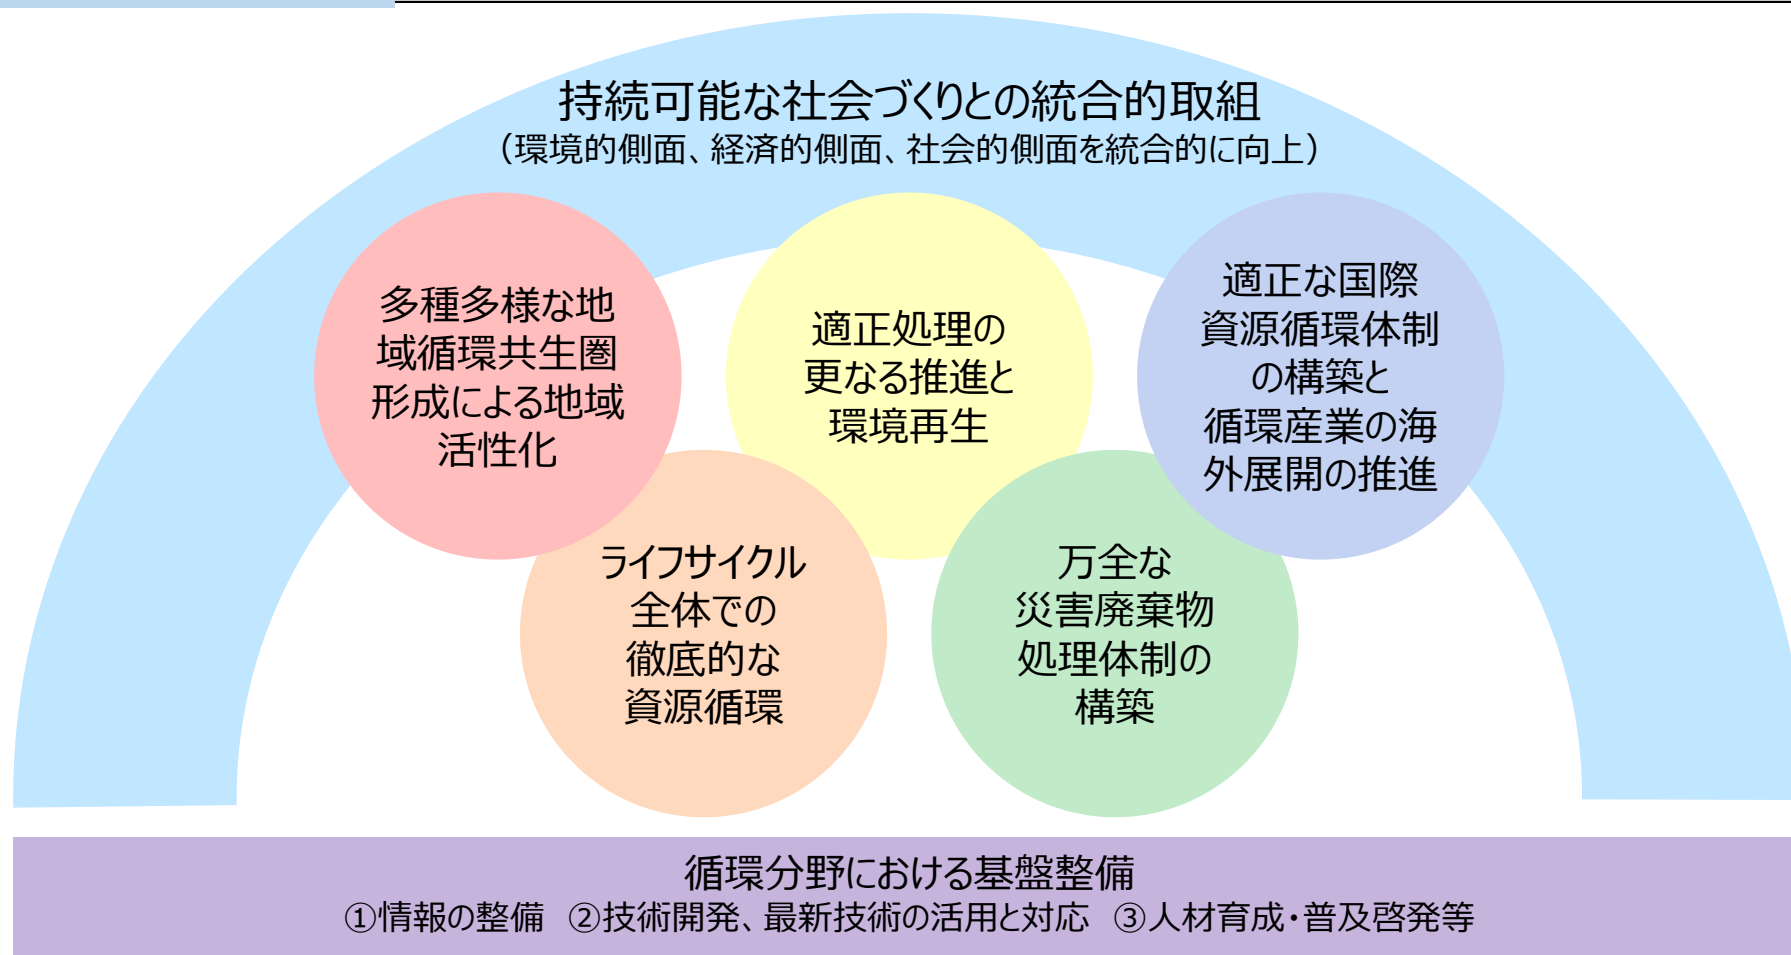 持続可能な社会づくりとの統合的取組
（環境的側面、経済的側面、社会的側面を統合的に向上）
多種多様な地
域循環共生圏
形成による地域
活性化
適正処理の
更なる推進と
環境再生
適正な国際
資源循環体制
の構築と
循環産業の海
外展開の推進
ライフサイクル
全体での
徹底的な
資源循環
万全な
災害廃棄物
処理体制の
構築
循環分野における基盤整備
①情報の整備　②技術開発、最新技術の活用と対応　③人材育成・普及啓発等